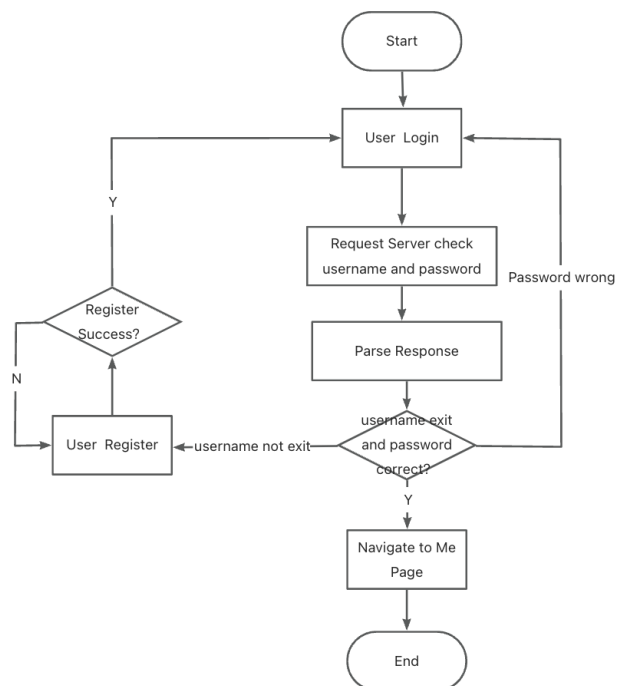 Start
User Login
Y
Request Server check
username and password
Password wrong
Register
Success?
Parse Response
N
username exit
and password
correct?
User Register
username not exit
Y
Navigate to Me
Page
End